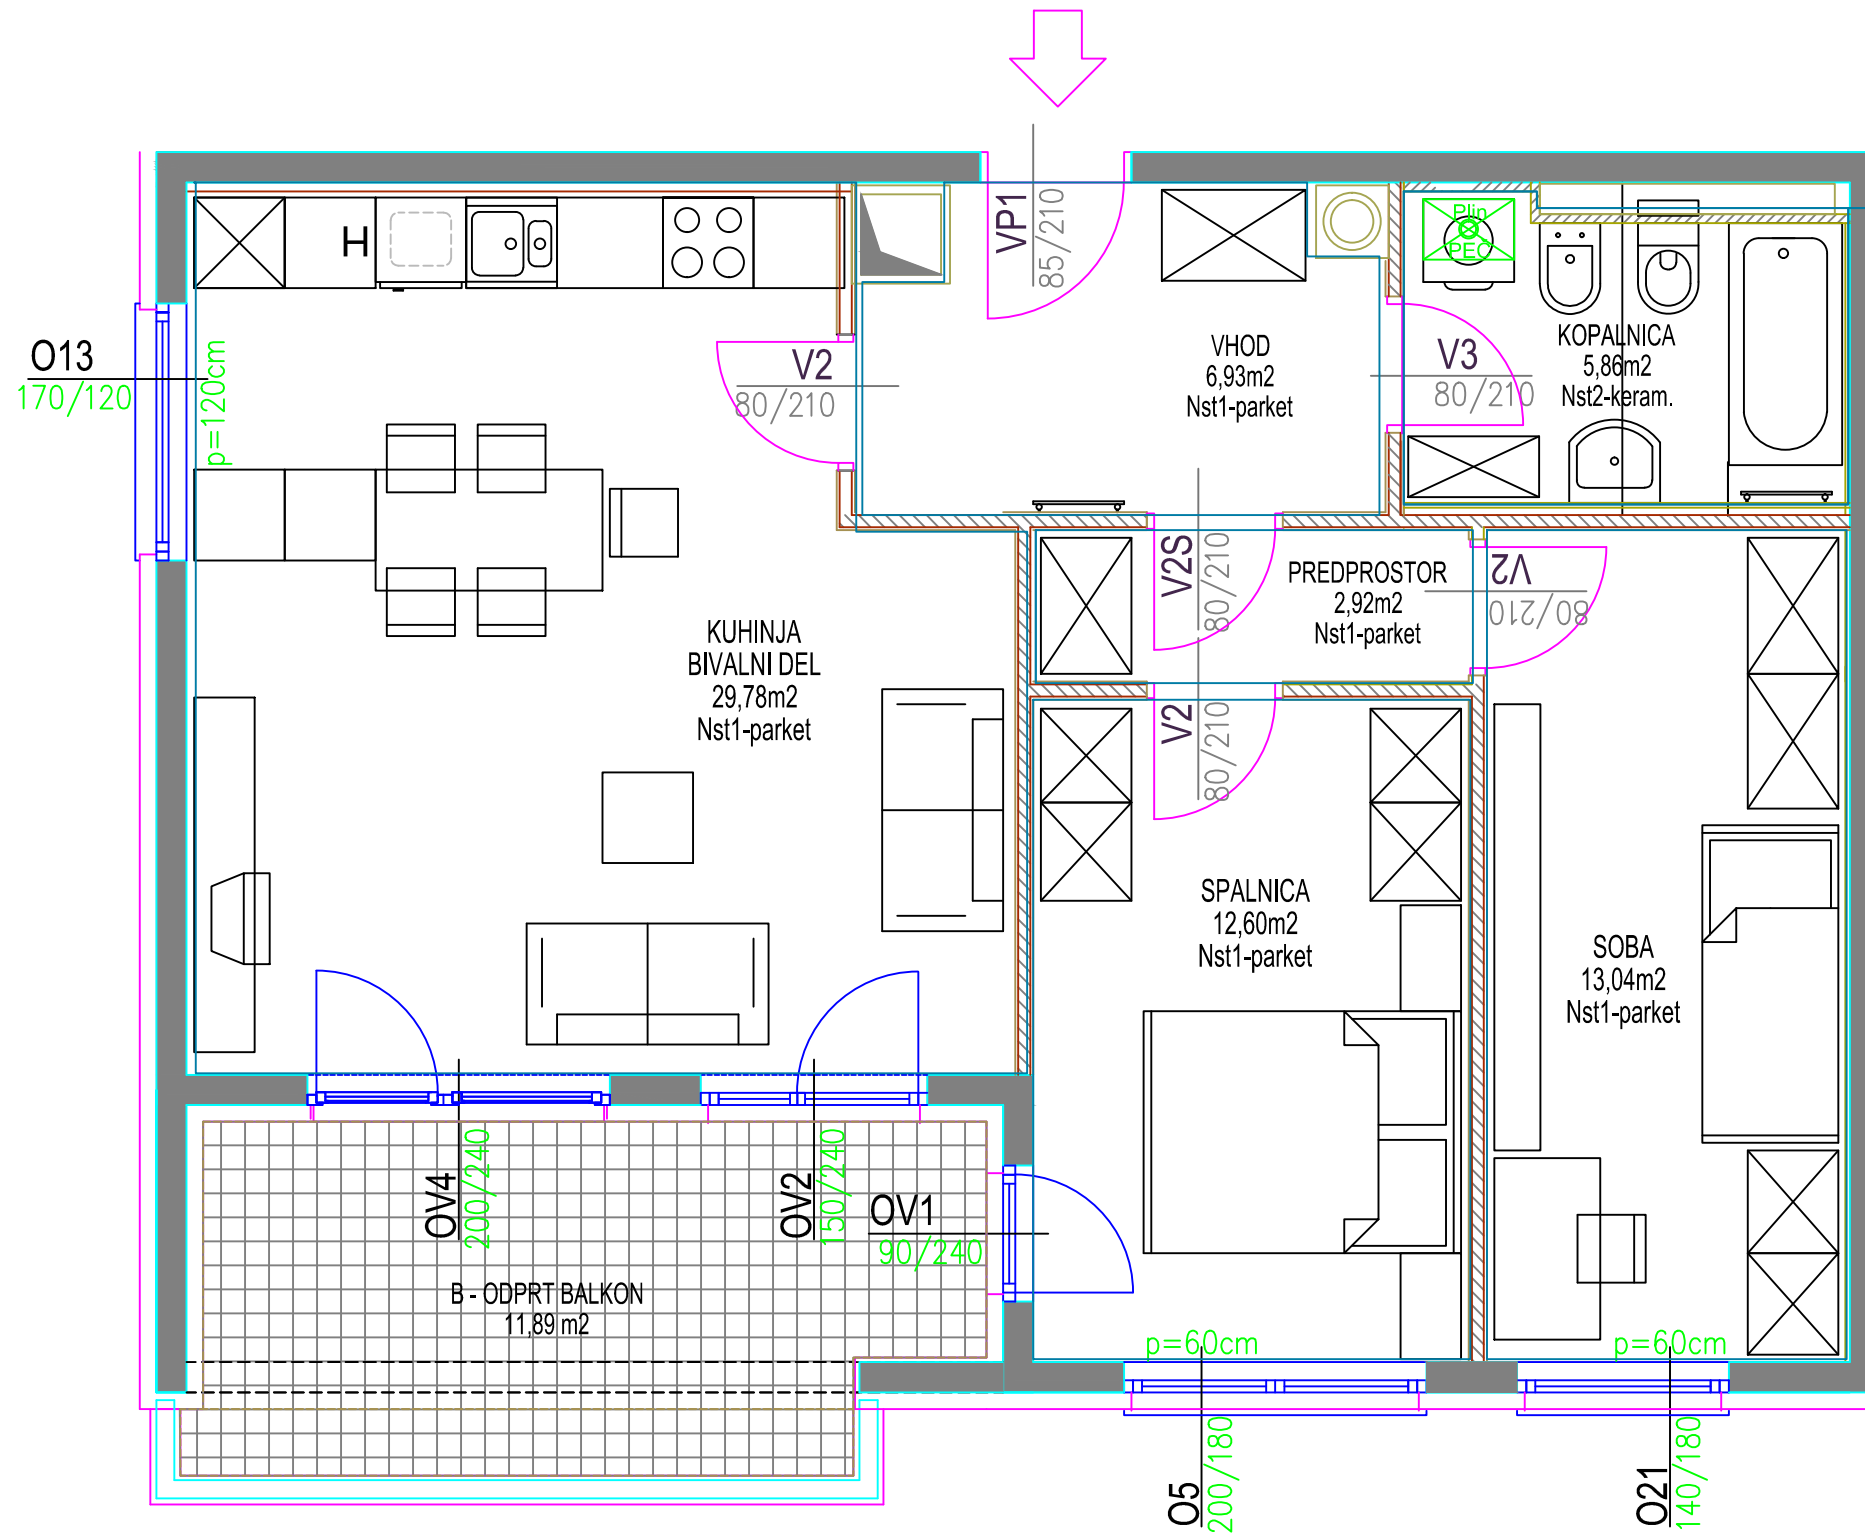 VP1
85/210
H
Plin
PEČ
O13
170/120
p=120cm
V2
80/210
VHOD
6,93m2
Nst1-parket
V3
80/210
KOPALNICA
5,86m2
Nst2-keram.
V2S
80/210
PREDPROSTOR
2,92m2
Nst1-parket
V2
80/210
KUHINJA
BIVALNI DEL
29,78m2
Nst1-parket
V2
80/210
SPALNICA
12,60m2
Nst1-parket
SOBA
13,04m2
Nst1-parket
OV4
200/240
OV2
150/240
OV1
90/240
B - ODPRT BALKON
11,89 m2
p=60cm
p=60cm
O5
200/180
O21
140/180